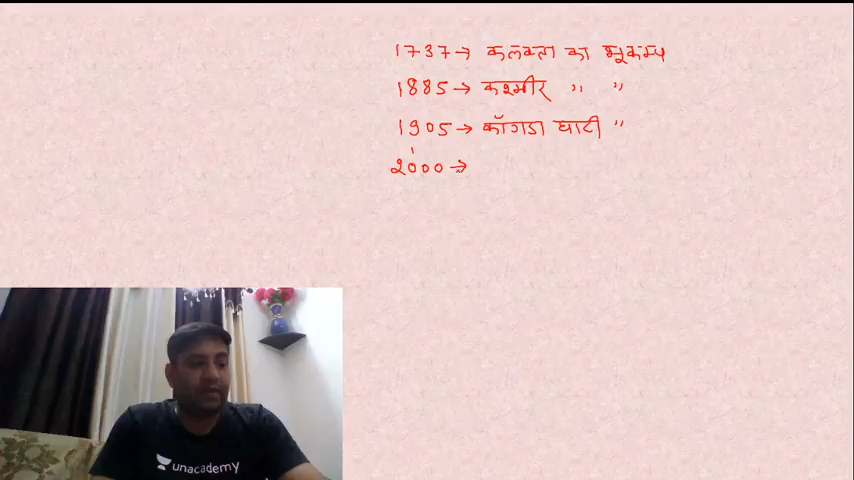 1737→ कलकत्ता का भूकम्प
1885→ कश्मीर " "
1905→ काँगडा घाटी "
2000→
unacademy